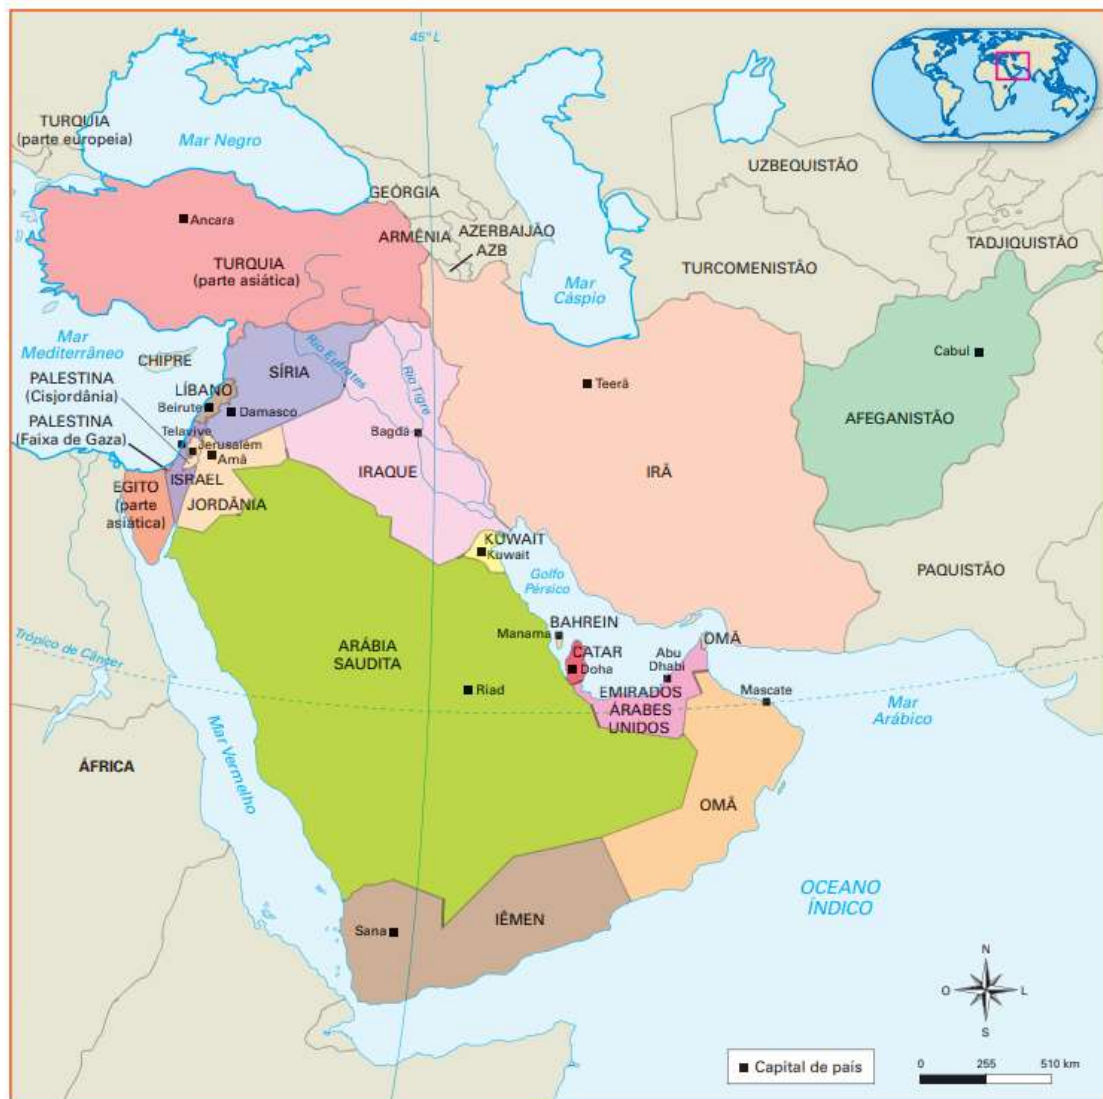 45° L
TURQUIA
(parte europeia)
Mar Negro
UZBEQUISTÃO
GEÓRGIA
Ancara
ARMÊNIA
AZERBAIJÃO
AZB
TADJIQUISTÃO
TURCOMENISTÃO
TURQUIA
(parte asiática)
Mar
Cáspio
Mar
Mediterrâneo
CHIPRE
Rio Eufrates
Rio Tigre
Cabul
SÍRIA
Teerã
PALESTINA
(Cisjordânia)
LÍBANO
Beirute
Damasco
AFEGANISTÃO
PALESTINA
(Faixa de Gaza)
Telavive
Jerusalém
Amã
Bagdá
IRAQUE
IRÃ
ISRAEL
JORDÂNIA
EGITO
(parte
asiática)
KUWAIT
Kuwait
PAQUISTÃO
Golfo
Pérsico
BAHREIN
Manama
Trópico de Câncer
ARÁBIA
SAUDITA
CATAR
Doha
Abu
Dhabi
OMÃ
Riad
EMIRADOS
ÁRABES
UNIDOS
Mascate
Mar
Arábico
Mar Vermelho
ÁFRICA
OMÃ
OCEANO
ÍNDICO
IÊMEN
Sana
N
O
L
S
Capital de país
0 255 510 km